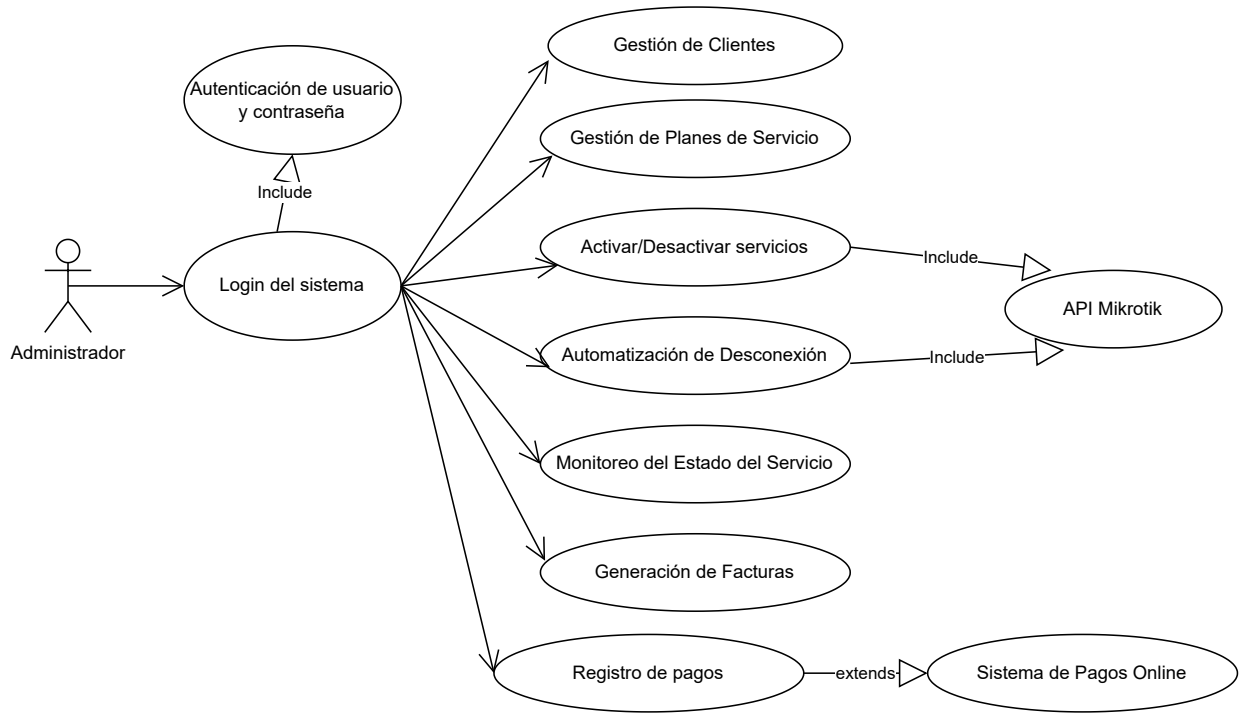 Gestión de Clientes
Autenticación de usuario
y contraseña
Gestión de Planes de Servicio
Include
Activar/Desactivar servicios
Include
Login del sistema
API Mikrotik
Administrador
Automatización de Desconexión
Include
Monitoreo del Estado del Servicio
Generación de Facturas
Registro de pagos
extends
Sistema de Pagos Online